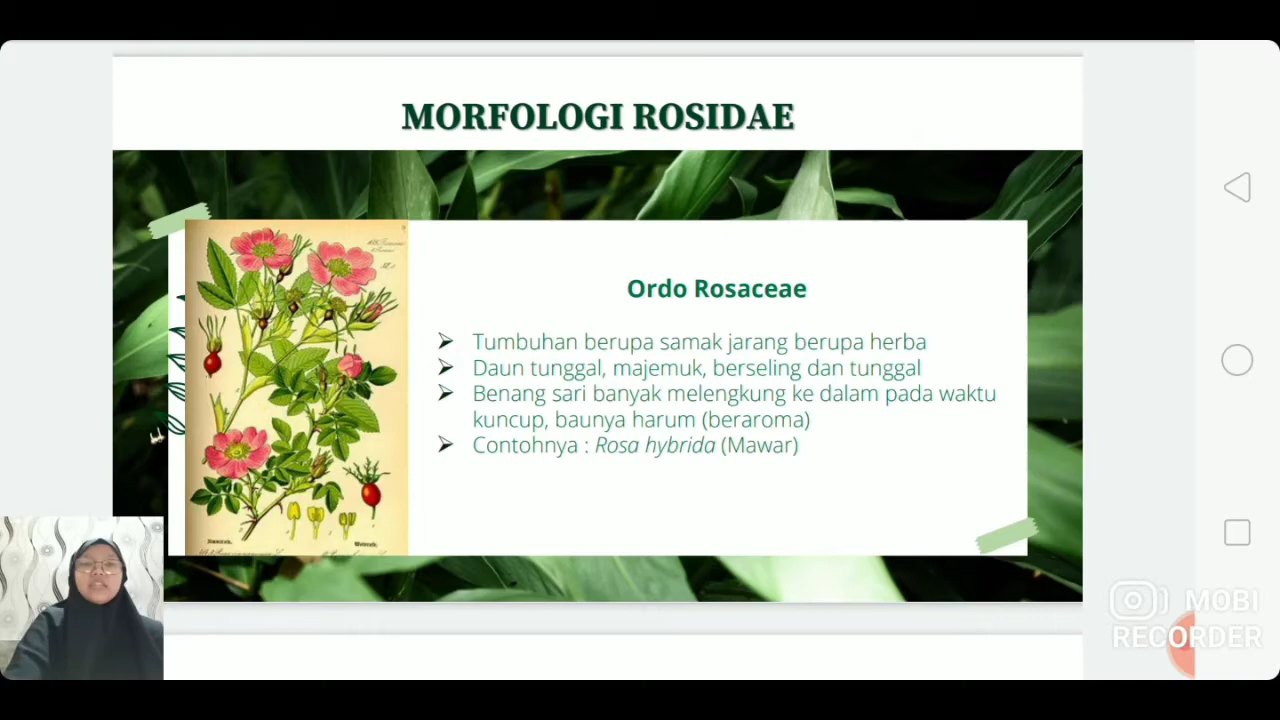 MORFOLOGI ROSIDAE
Ordo Rosaceae
Tumbuhan berupa samak jarang berupa herba
Daun tunggal, majemuk, berseling dan tunggal
Benang sari banyak melengkung ke dalam pada waktu
kuncup, baunya harum (beraroma)
Contohnya : Rosa hybrida (Mawar)
MOBI
RECORDER